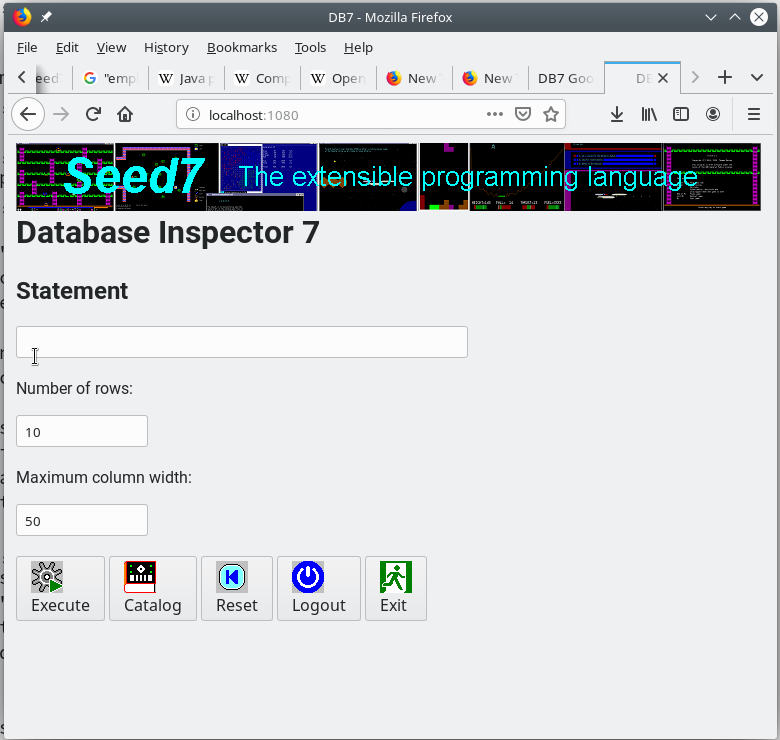 DB7 - Mozilla Firefox
File Edit View History Bookmarks Tools Help
"emp Java p Comp Open New New DB7 Goo DB
localhost:1080
Seed7 The extensible programming language
Database Inspector 7
Statement
Number of rows:
10
Maximum column width:
50
Execute Catalog Reset Logout Exit